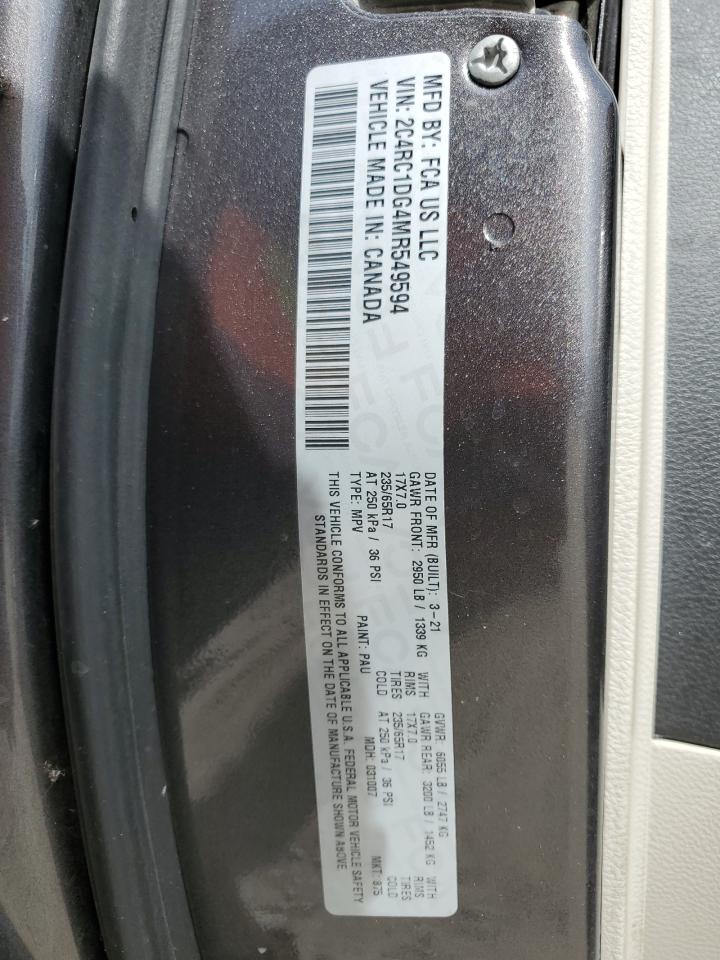 MFD BY: FCA US LLC
VIN: 2C4RC1DG4MR549594
VEHICLE MADE IN: CANADA
DATE OF MFR (BUILT): 3-21 GVWR: 6055 LB / 2747 KG
GAWR FRONT: 2950 LB / 1339 KG WITH GAWR REAR: 3200 LB / 1452 KG WITH
17X7.0 RIMS 17X7.0 RIMS
235/65R17 TIRES 235/65R17 TIRES
AT 250 kPa / 36 PSI COLD AT 250 kPa / 36 PSI COLD
TYPE: MPV PAINT: PAU MDH: 031007 MKT: 875
THIS VEHICLE CONFORMS TO ALL APPLICABLE U.S.A. FEDERAL MOTOR VEHICLE SAFETY
STANDARDS IN EFFECT ON THE DATE OF MANUFACTURE SHOWN ABOVE